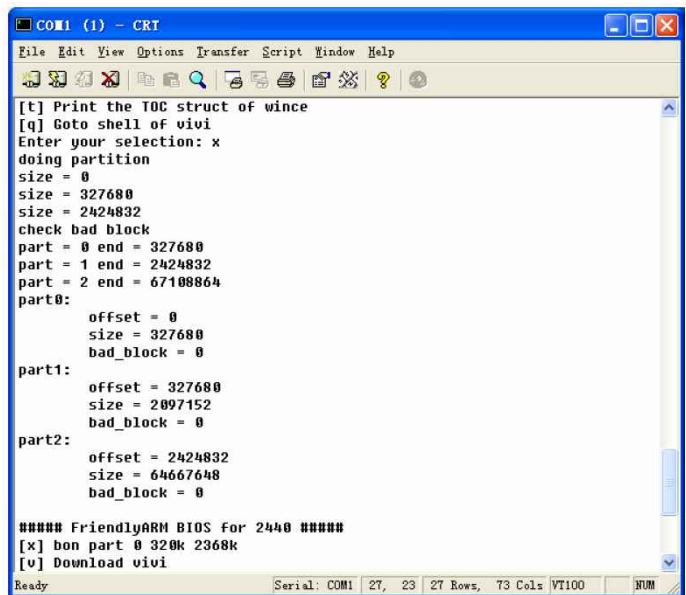 COM1 (1) - CRT
File Edit View Options Transfer Script Window Help
[t] Print the TOC struct of wince
[q] Goto shell of vivi
Enter your selection: x
doing partition
size = 0
size = 327680
size = 2424832
check bad block
part = 0 end = 327680
part = 1 end = 2424832
part = 2 end = 67108864
part0:
offset = 0
size = 327680
bad_block = 0
part1:
offset = 327680
size = 2097152
bad_block = 0
part2:
offset = 2424832
size = 64667648
bad_block = 0
##### FriendlyARM BIOS for 2440 #####
[x] bon part 0 320k 2368k
[v] Download vivi
Ready Serial: COM1 27, 23 27 Rows, 73 Cols VT100 NUM